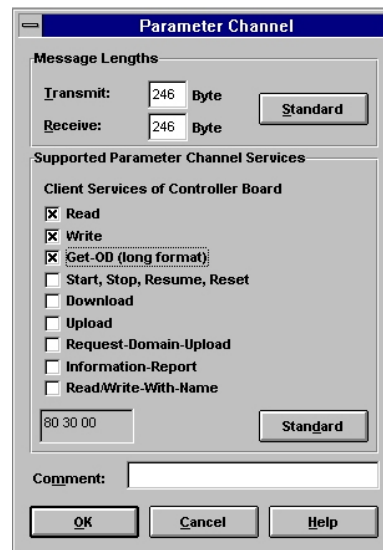 Parameter Channel
Message Lengths
Transmit: 246 Byte
Standard
Receive: 246 Byte
Supported Parameter Channel Services
Client Services of Controller Board
Read
Write
Get-OD (long format)
Start, Stop, Resume, Reset
Download
Upload
Request-Domain-Upload
Information-Report
Read/Write-With-Name
80 30 00 Standard
Comment:
OK Cancel Help